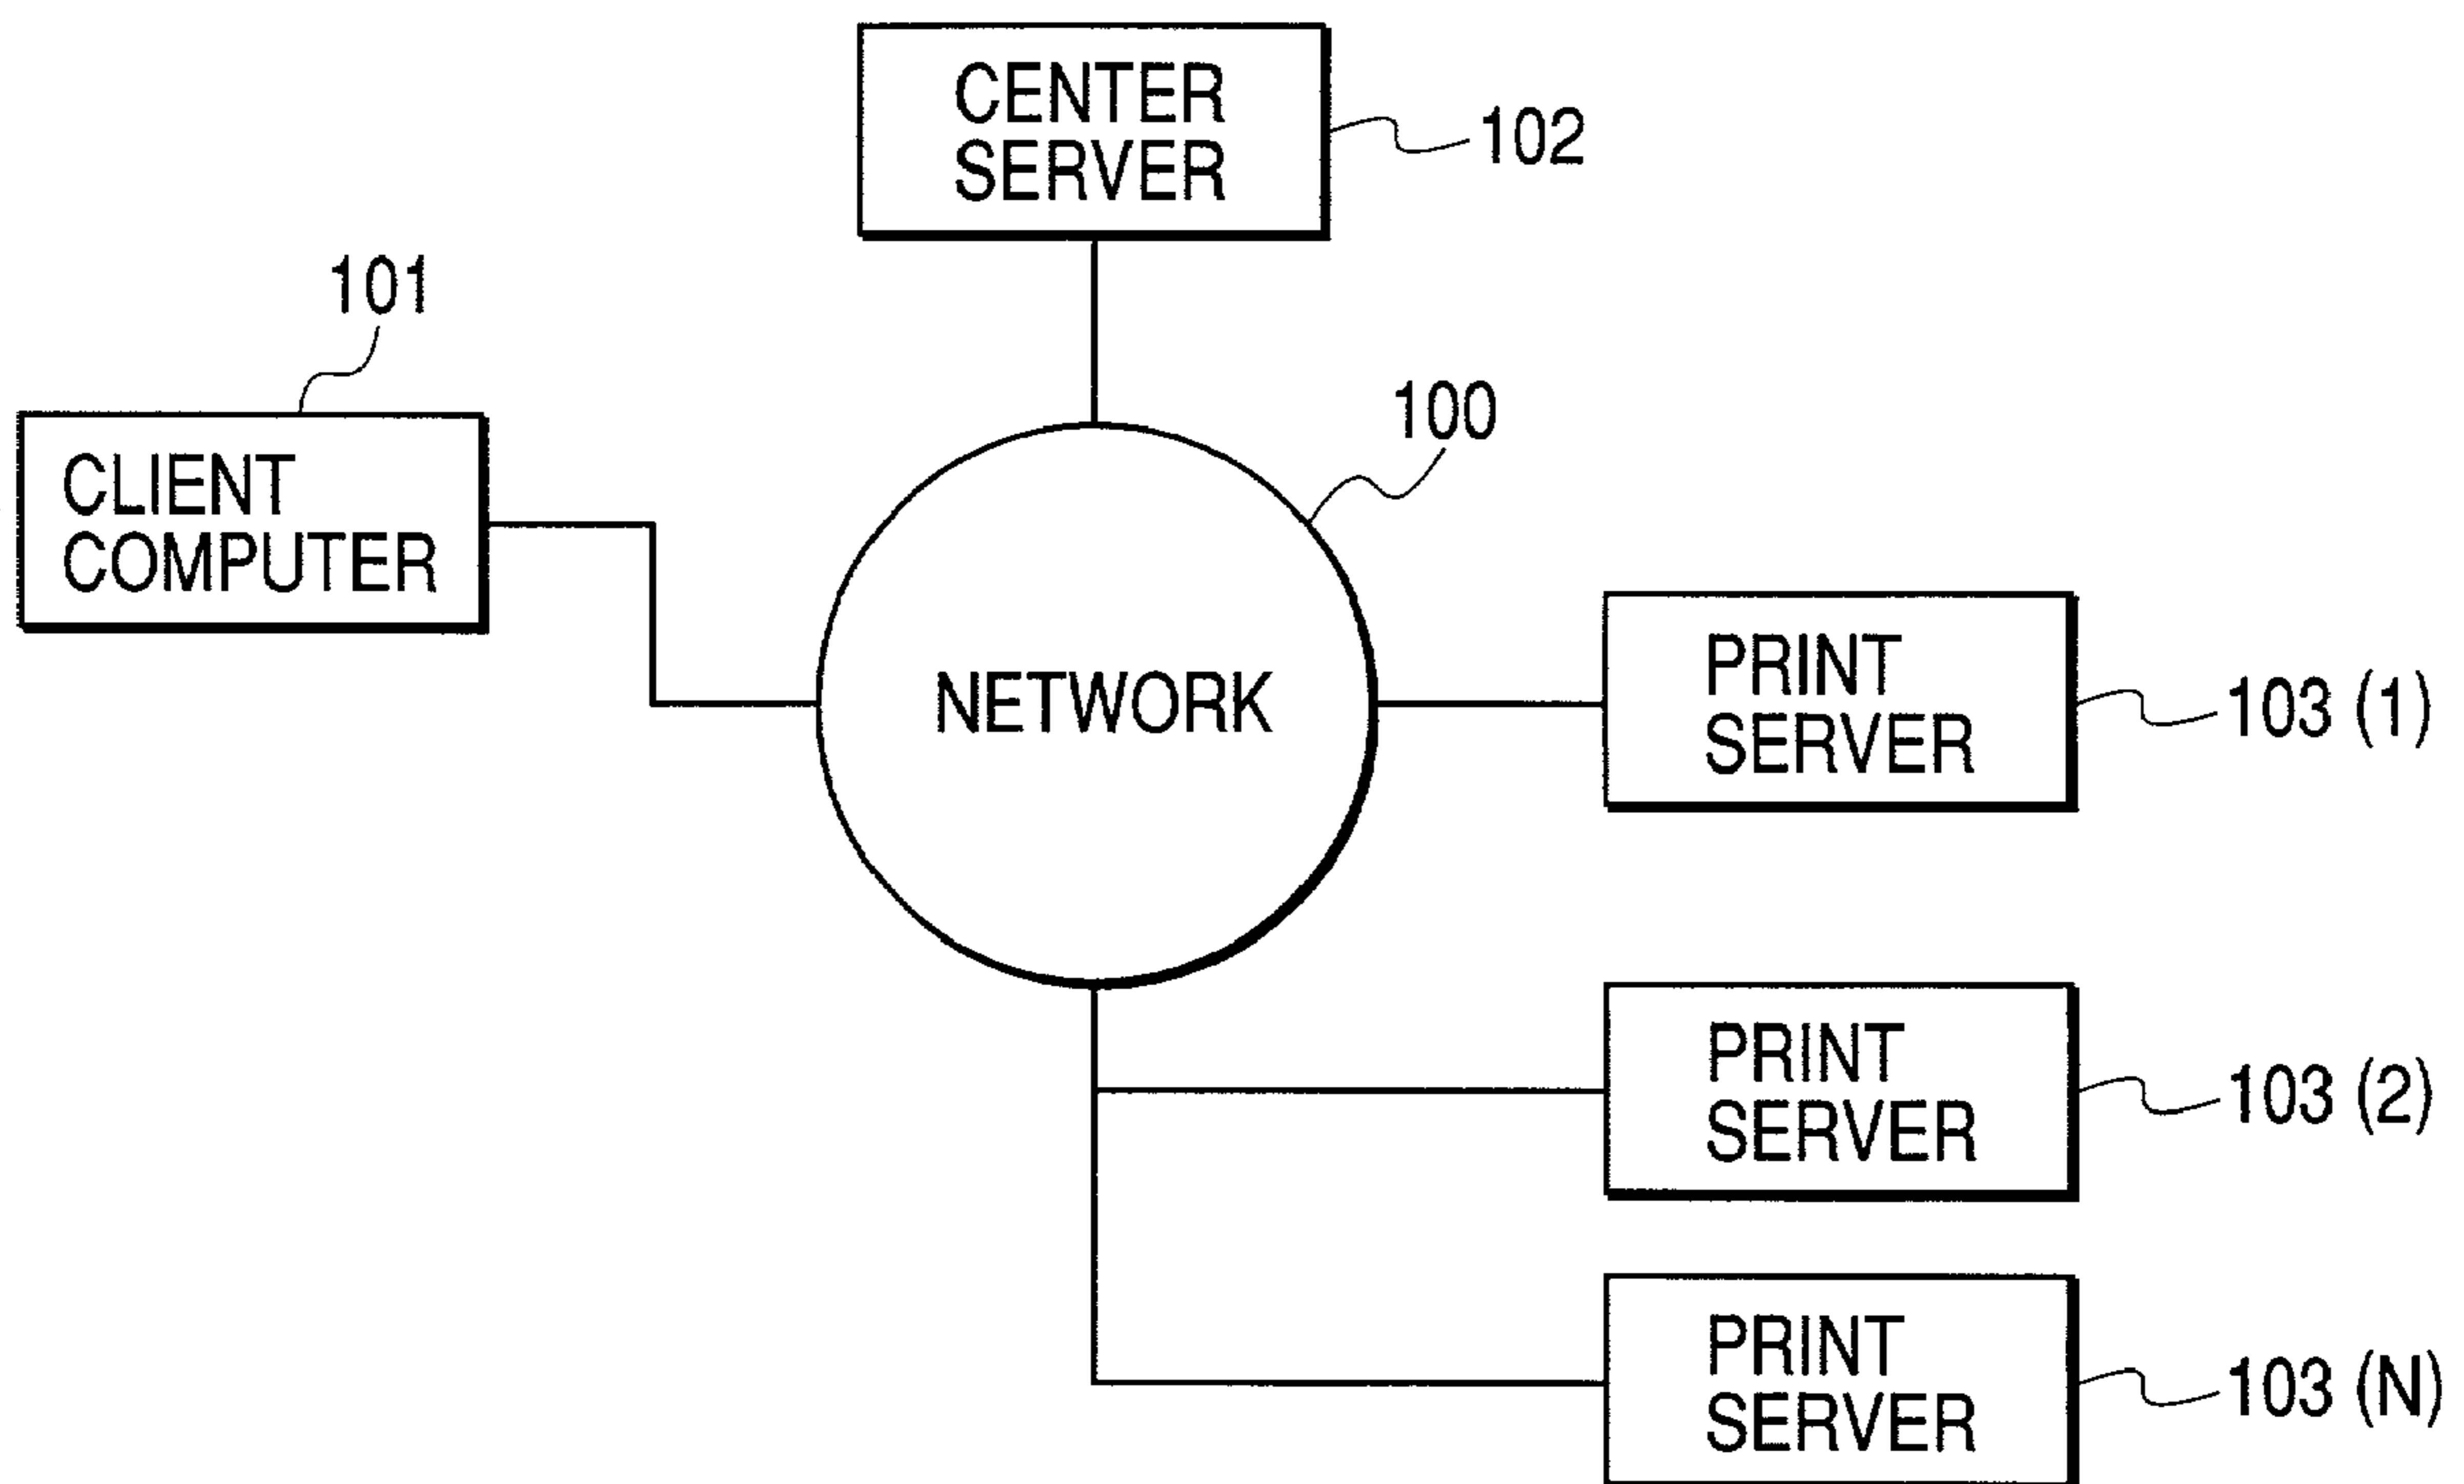 CENTER
SERVER
102
101
CLIENT
COMPUTER
100
NETWORK
PRINT
SERVER
103 (1)
PRINT
SERVER
103 (2)
PRINT
SERVER
103 (N)